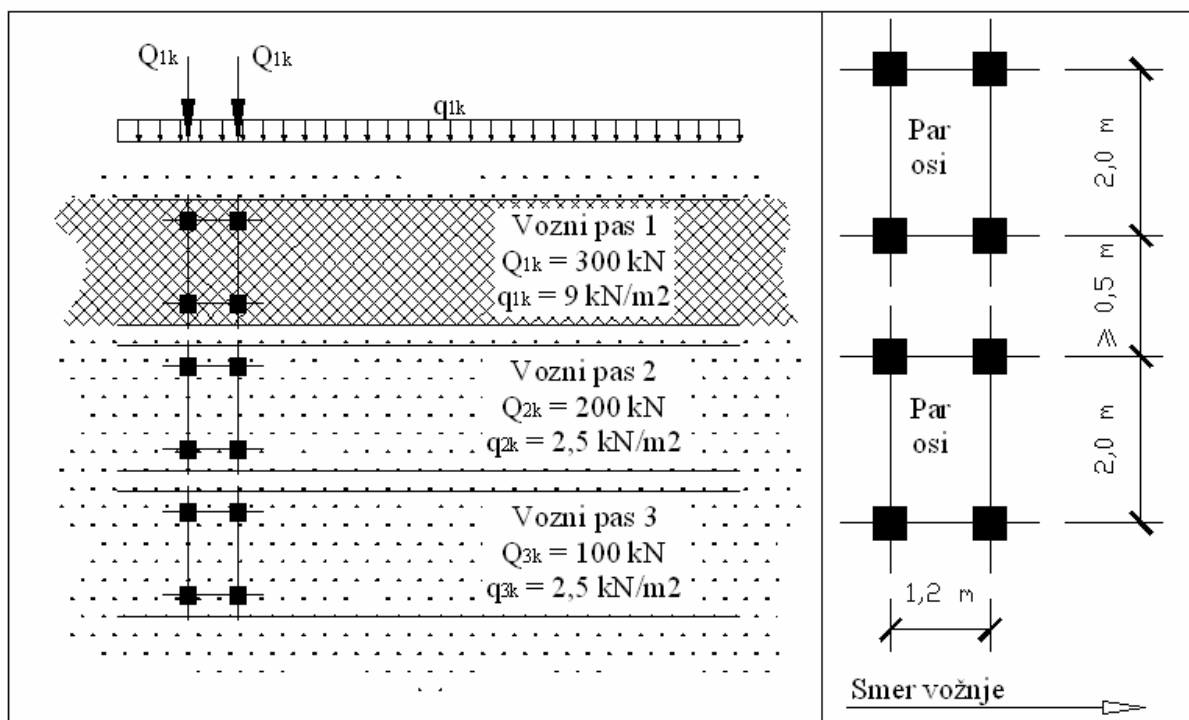 Q1k
Q1k
q1k
Vozni pas 1
Q1k = 300 kN
q1k = 9 kN/m2
Vozni pas 2
Q2k = 200 kN
q2k = 2,5 kN/m2
Vozni pas 3
Q3k = 100 kN
q3k = 2,5 kN/m2
Par
osi
2,0 m
≥ 0,5 m
Par
osi
2,0 m
1,2 m
Smer vožnje